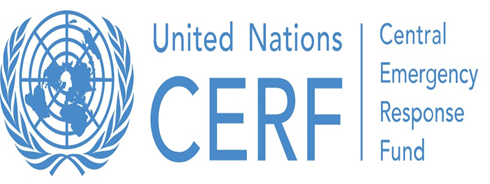 United Nations
CERF
Central
Emergency
Response
Fund